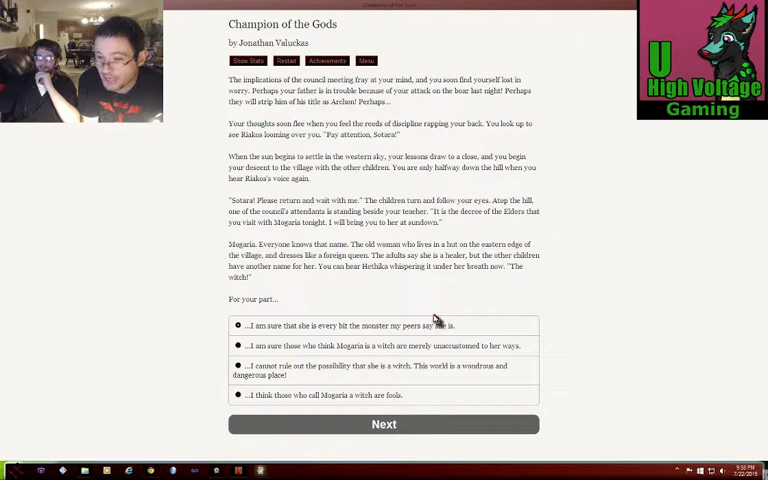 Champion of the Gods
Champion of the Gods
by Jonathan Valuckas
Show Stats
Restart
Achievements
Menu
The implications of the council meeting fray at your mind, and you soon find yourself lost in
worry. Perhaps your father is in trouble because of your attack on the boar last night! Perhaps
they will strip him of his title as Archon! Perhaps...
Your thoughts soon flee when you feel the reeds of discipline rapping your back. You look up to
see Riakos looming over you. "Pay attention, Sotara!"
When the sun begins to settle in the western sky, your lessons draw to a close, and you begin
your descent to the village with the other children. You are only halfway down the hill when you
hear Riakos's voice again.
"Sotara! Please return and wait with me." The children turn and follow your eyes. Atop the hill,
one of the council's attendants is standing beside your teacher. "It is the decree of the Elders that
you visit with Mogaria tonight. I will bring you to her at sundown."
Mogaria. Everyone knows that name. The old woman who lives in a hut on the eastern edge of
the village, and dresses like a foreign queen. The adults say she is a healer, but the other children
have another name for her. You can hear Hethika whispering it under her breath now. "The
witch!"
For your part...
...I am sure that she is every bit the monster my peers say she is.
...I am sure those who think Mogaria is a witch are merely unaccustomed to her ways.
...I cannot rule out the possibility that she is a witch. This world is a wondrous and
dangerous place!
...I think those who call Mogaria a witch are fools.
Next
U
High Voltage
Gaming
9:58 PM
7/22/2015